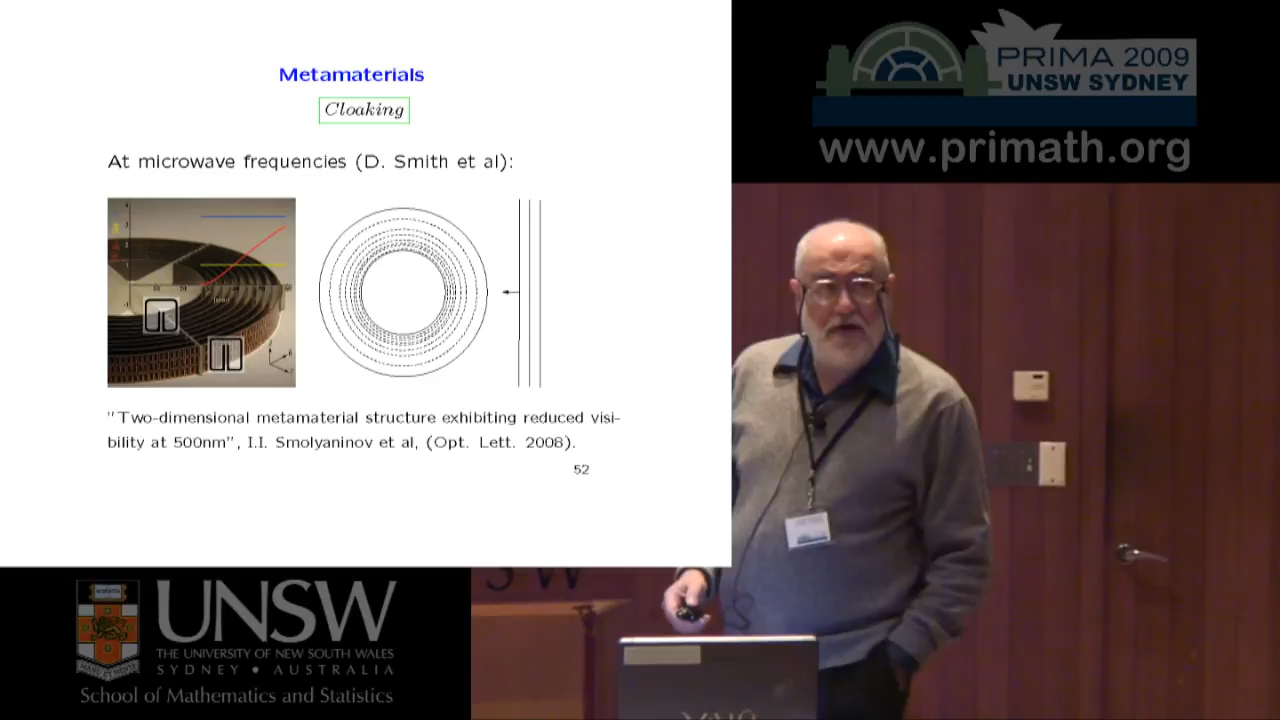 Metamaterials
Cloaking
At microwave frequencies (D. Smith et al):
"Two-dimensional metamaterial structure exhibiting reduced visi-
bility at 500nm", I.I. Smolyaninov et al, (Opt. Lett. 2008).
52
PRIMA 2009
UNSW SYDNEY
www.primath.org
UNSW
THE UNIVERSITY OF NEW SOUTH WALES
SYDNEY • AUSTRALIA
School of Mathematics and Statistics
SW
VAIO